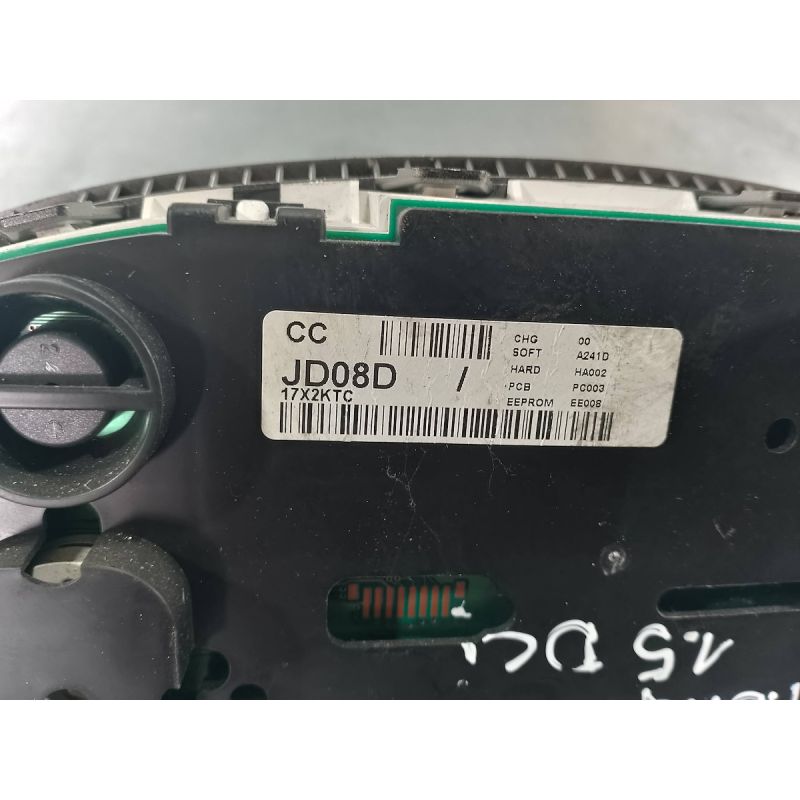 CC
JD08D /
17X2KTC
CHG 00
SOFT A241D
HARD HA002
PCB PC003
EEPROM EE008
1.5 DCi